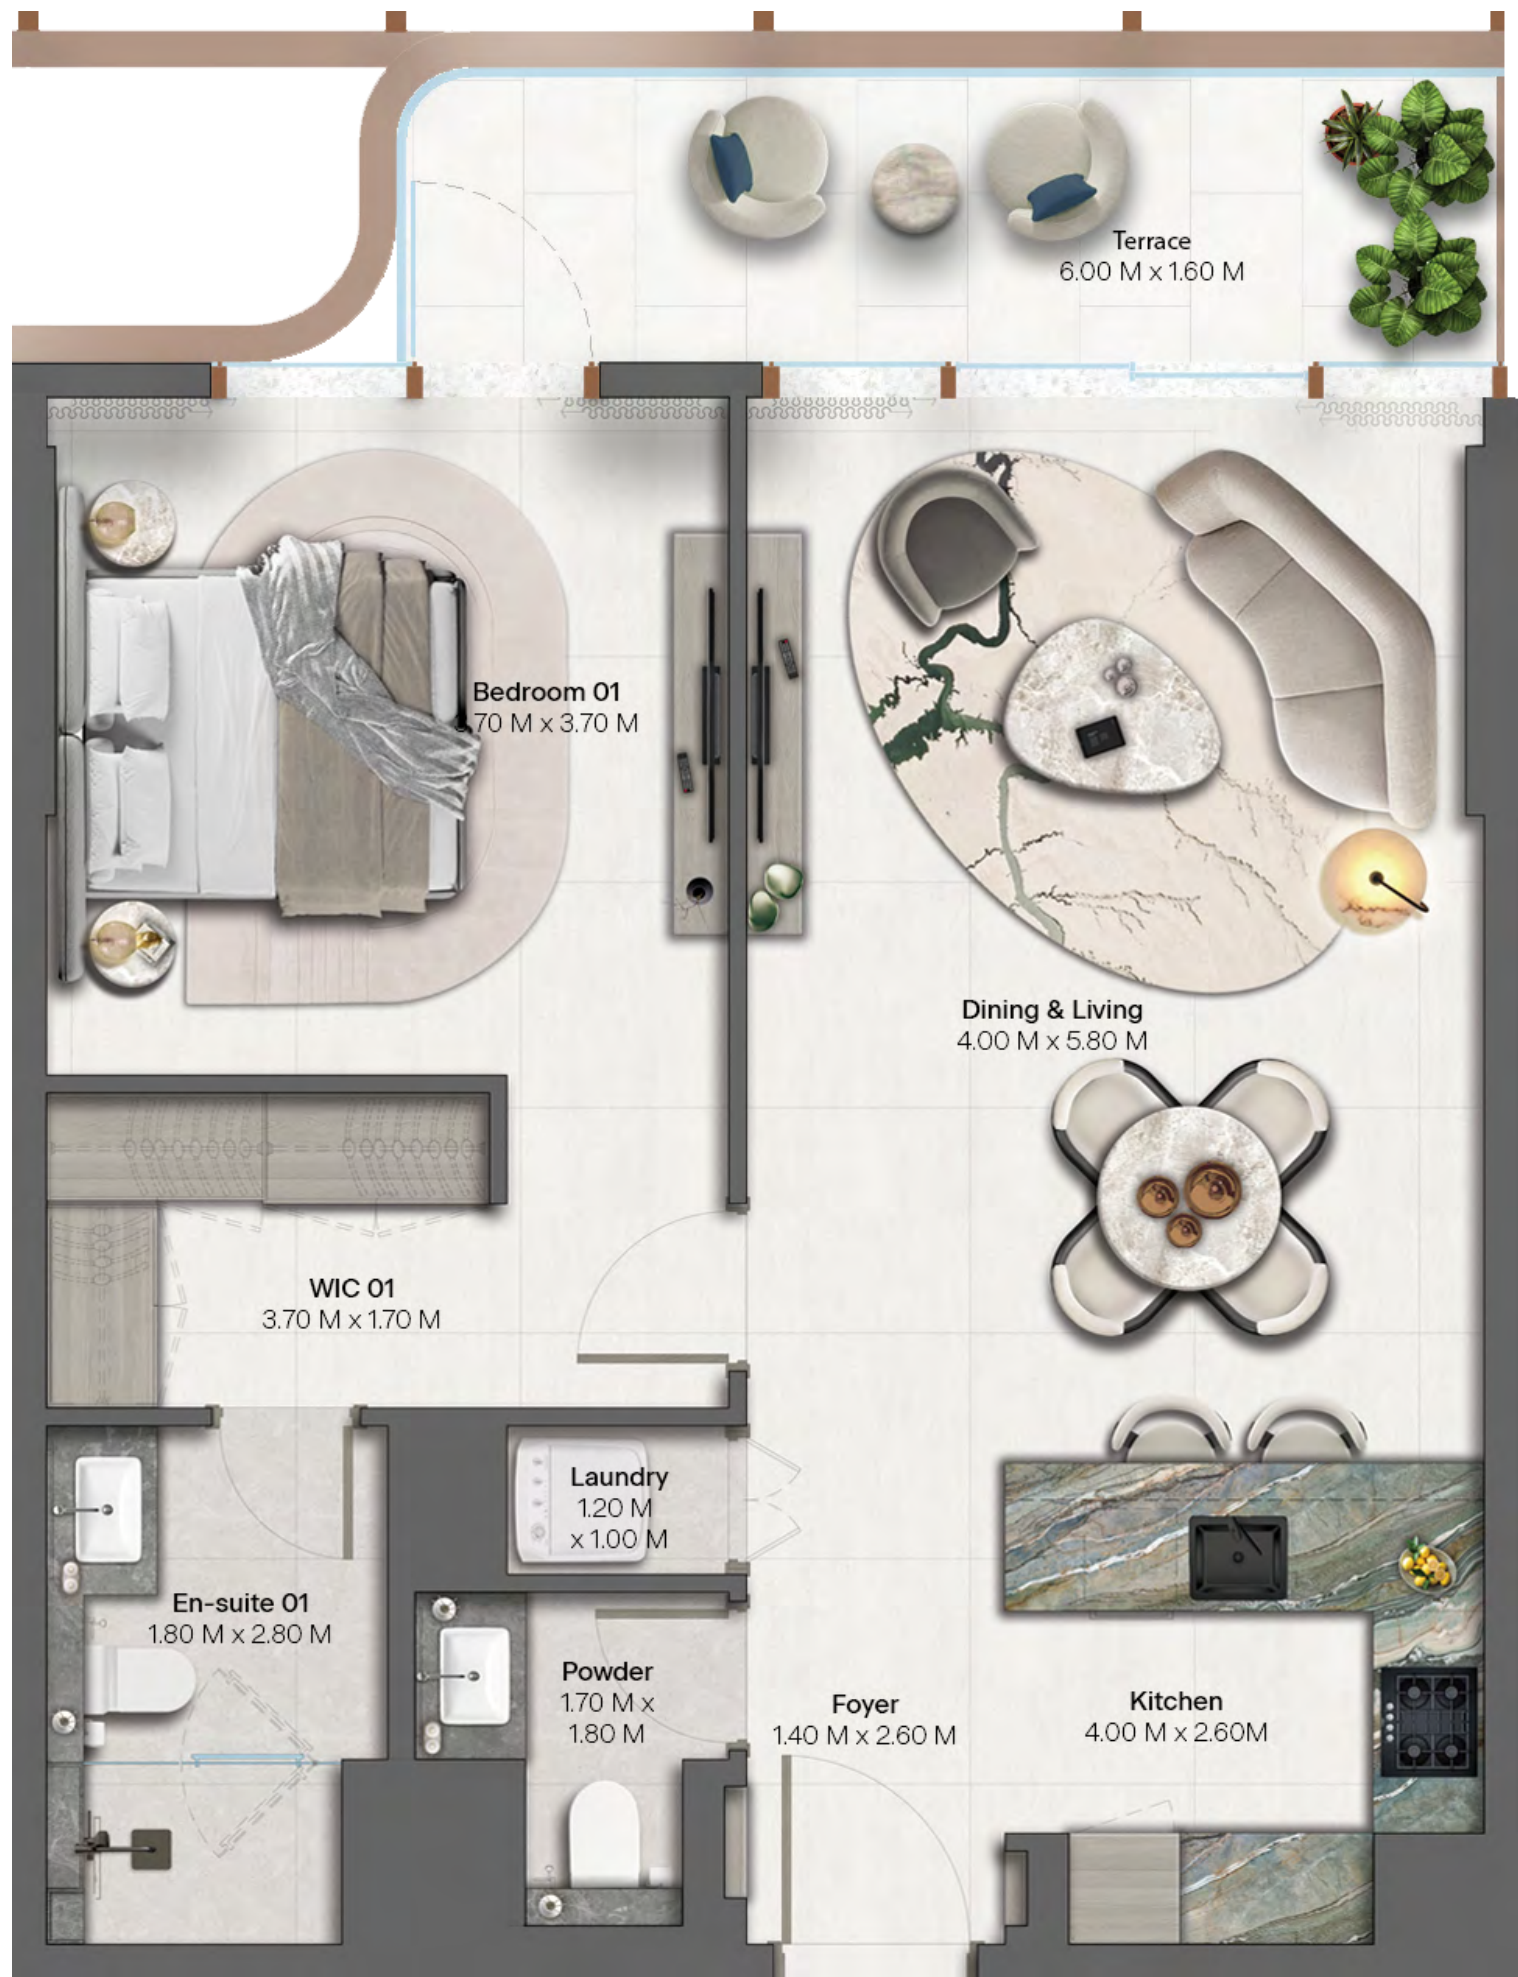 Terrace
6.00 M x 1.60 M
Bedroom 01
.70 M x 3.70 M
Dining & Living
4.00 M x 5.80 M
WIC 01
3.70 M x 1.70 M
Laundry
1.20 M
x 1.00 M
En-suite 01
1.80 M x 2.80 M
Powder
1.70 M x
1.80 M
Foyer
1.40 M x 2.60 M
Kitchen
4.00 M x 2.60M